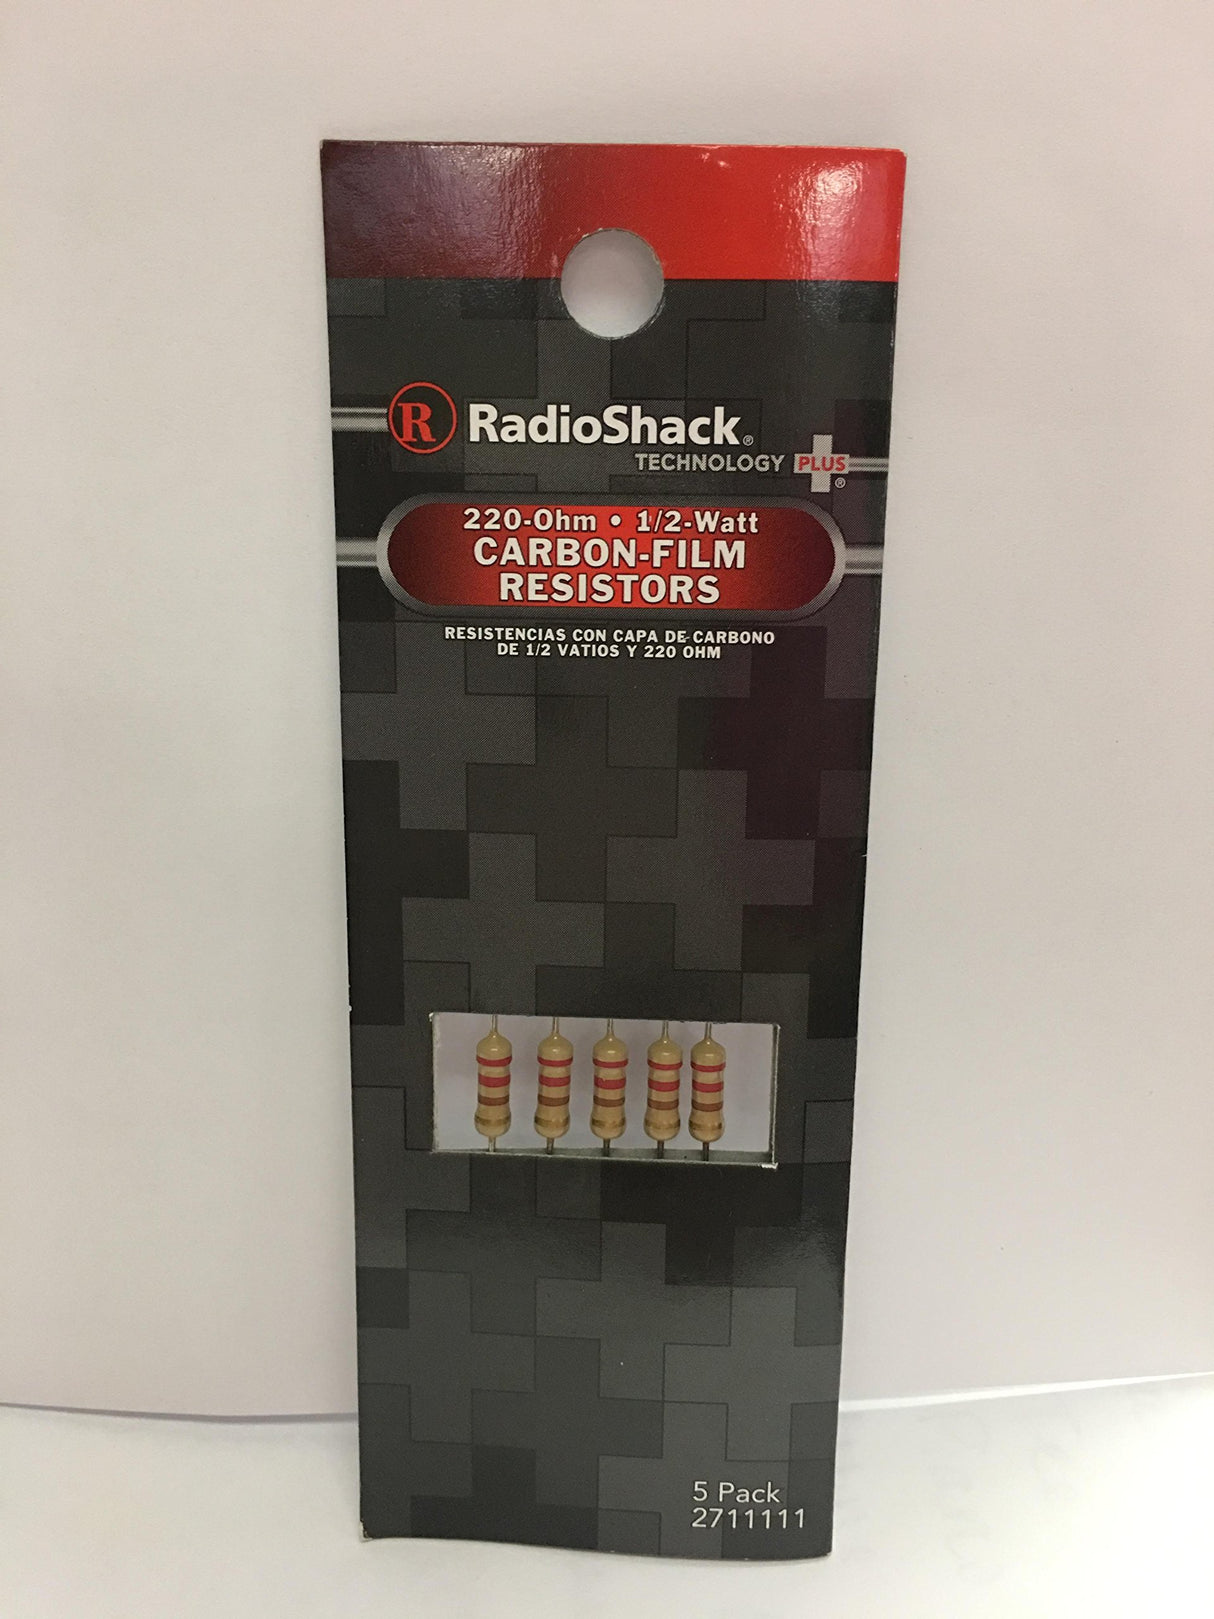 R RadioShack®
TECHNOLOGY PLUS®
220-Ohm • 1/2-Watt
CARBON-FILM
RESISTORS
RESISTENCIAS CON CAPA DE CARBONO
DE 1/2 VATIOS Y 220 OHM
5 Pack
2711111